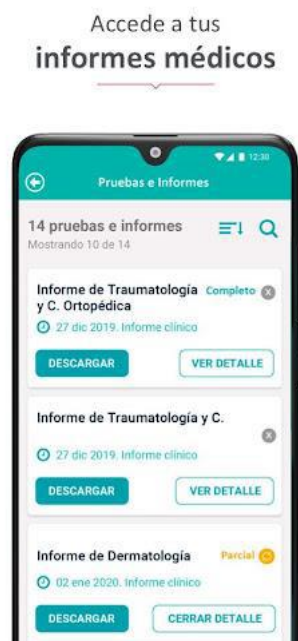 Accede a tus
informes médicos
12:30
Pruebas e Informes
14 pruebas e informes
Mostrando 10 de 14
Informe de Traumatología Completo
y C. Ortopédica
27 dic 2019. Informe clínico
DESCARGAR VER DETALLE
Informe de Traumatología y C.
27 dic 2019. Informe clínico
DESCARGAR VER DETALLE
Informe de Dermatología Parcial
02 ene 2020. Informe clínico
DESCARGAR CERRAR DETALLE